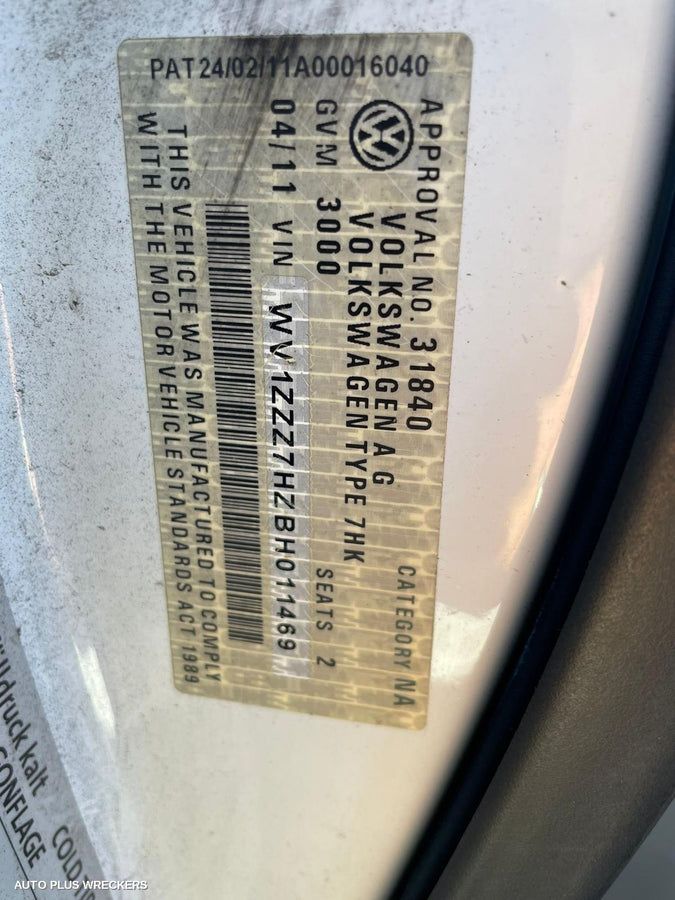 PAT24/02/11A00016040
APPROVAL NO. 31840 CATEGORY NA
VOLKSWAGEN AG
VOLKSWAGEN TYPE 7HK
GVM 3000 SEATS 2
04/11 VIN WV1ZZZ7HZBH011469
THIS VEHICLE WAS MANUFACTURED TO COMPLY
WITH THE MOTOR VEHICLE STANDARDS ACT 1989
druck kalt
COLD
AUTO PLUS WRECKERS